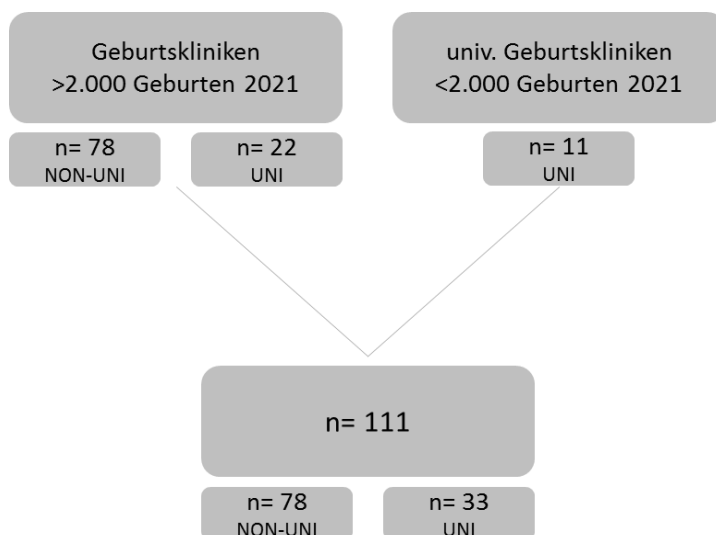 Geburtskliniken
>2.000 Geburten 2021
n= 78
NON-UNI
n= 22
UNI
univ. Geburtskliniken
<2.000 Geburten 2021
n= 11
UNI
n= 111
n= 78
NON-UNI
n= 33
UNI